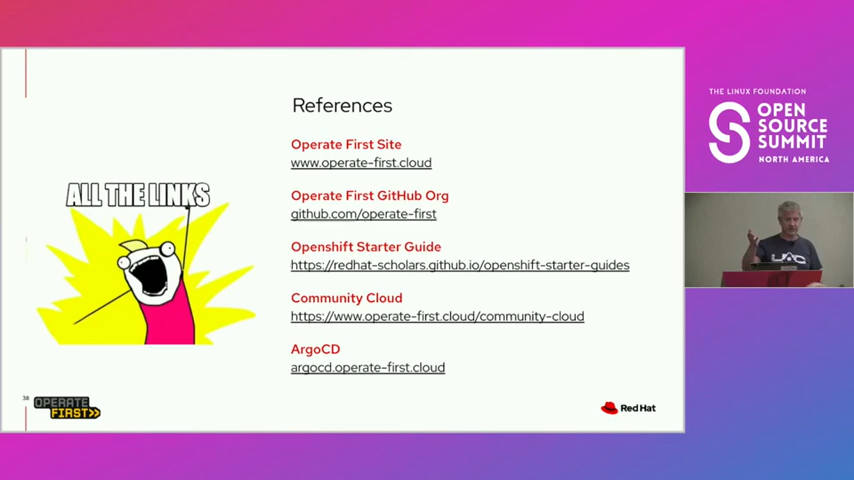 References
ALL THE LINKS
Operate First Site
www.operate-first.cloud
Operate First GitHub Org
github.com/operate-first
Openshift Starter Guide
https://redhat-scholars.github.io/openshift-starter-guides
Community Cloud
https://www.operate-first.cloud/community-cloud
ArgoCD
argocd.operate-first.cloud
38
OPERATE
FIRST
Red Hat
THE LINUX FOUNDATION
OPEN
SOURCE
SUMMIT
NORTH AMERICA